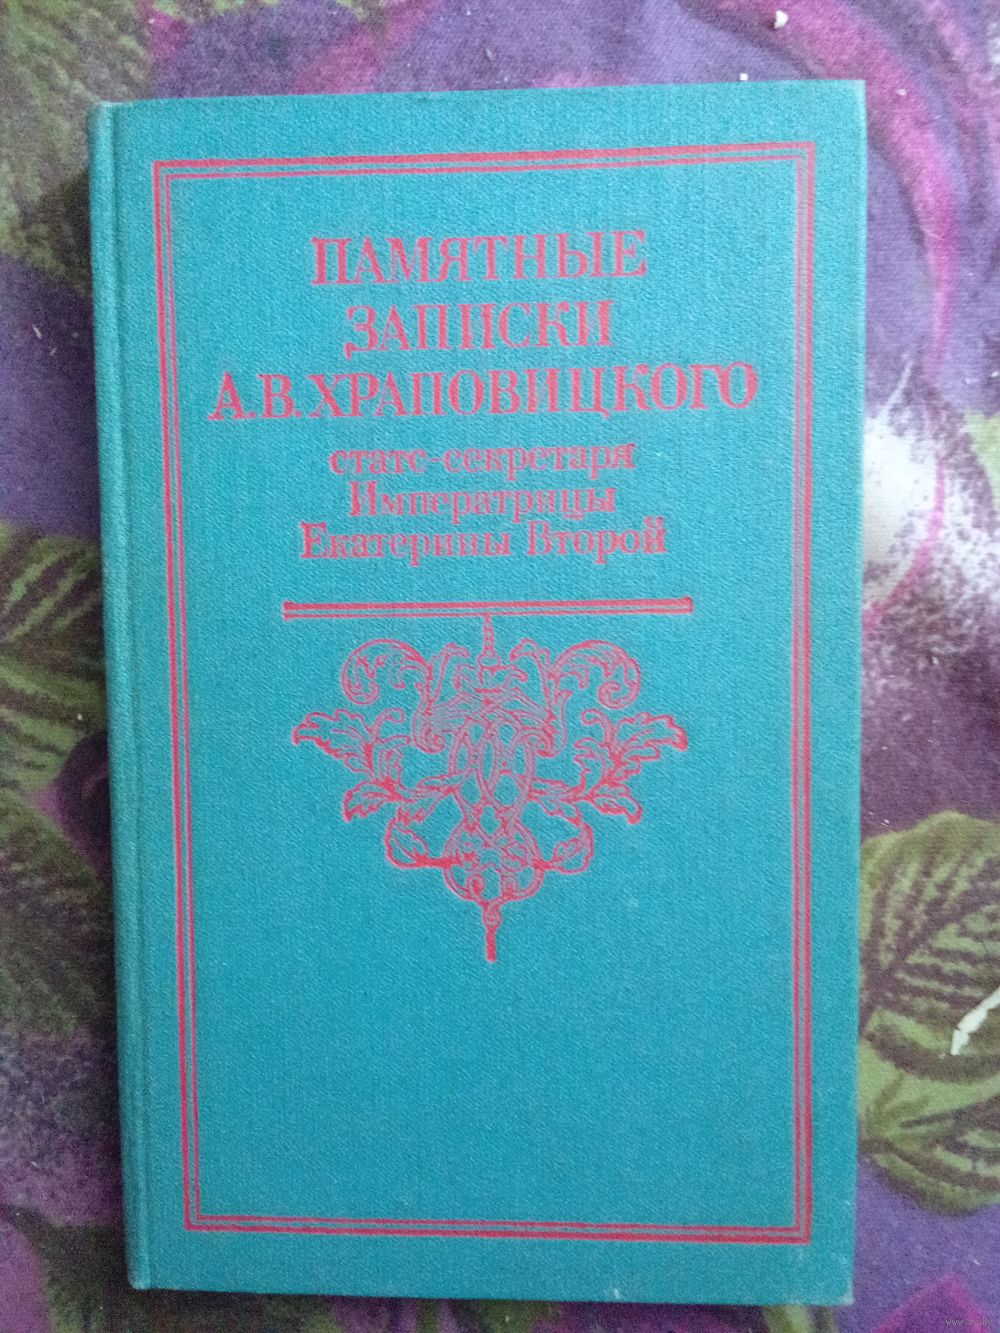 ПАМЯТНЫЕ
ЗАПИСКИ
А.В.ХРАПОВИЦКОГО
статс-секретаря
Императрицы
Екатерины Второй